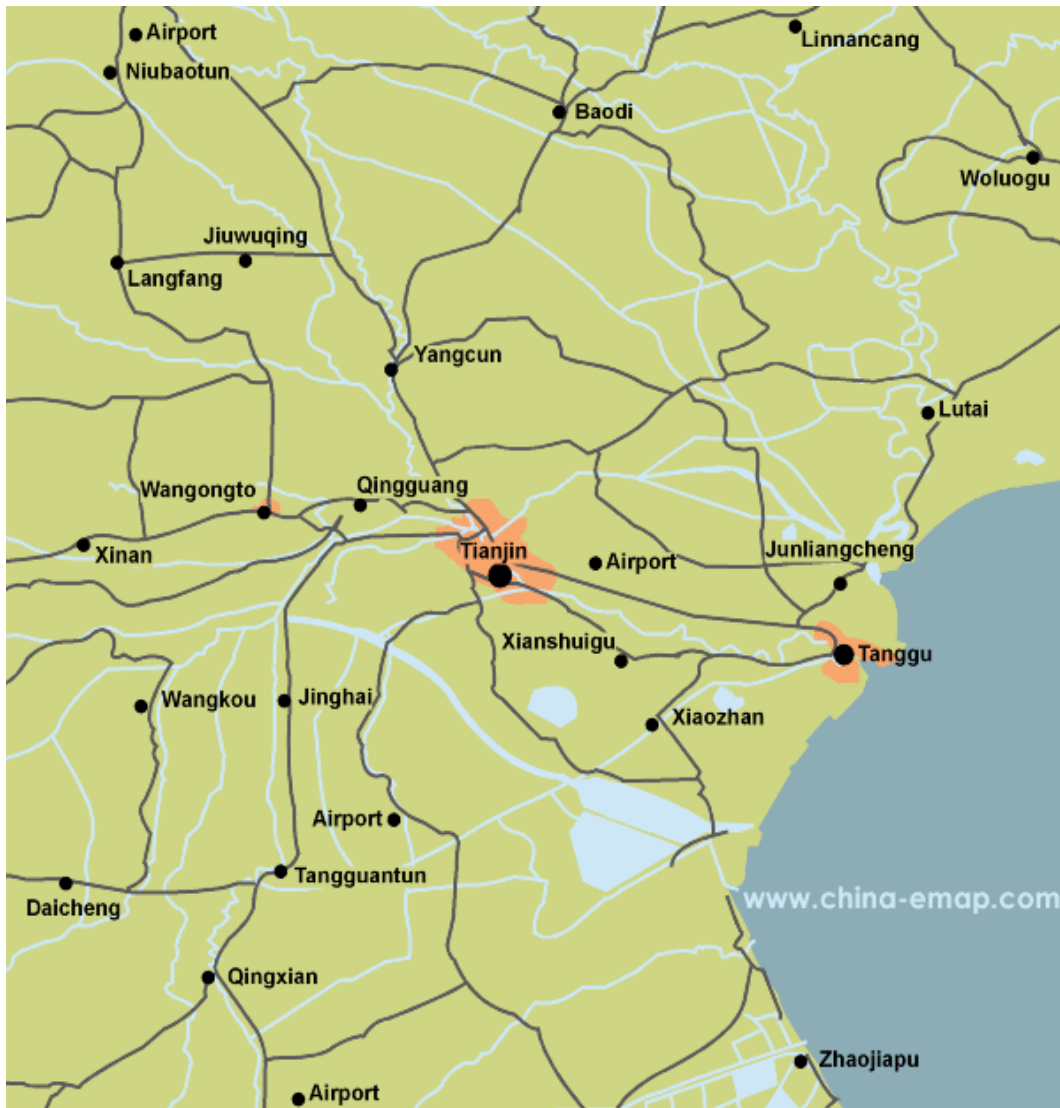 Airport
Linnancang
Niubaotun
Baodi
Woluogu
Jiuwuqing
Langfang
Yangcun
Lutai
Wangongto
Qingguang
Xinan
Tianjin
Junliangcheng
Airport
Xianshuigu
Tanggu
Wangkou
Jinghai
Xiaozhan
Airport
Tangguantun
Daicheng
www.china-emap.com
Qingxian
Zhaojiapu
Airport